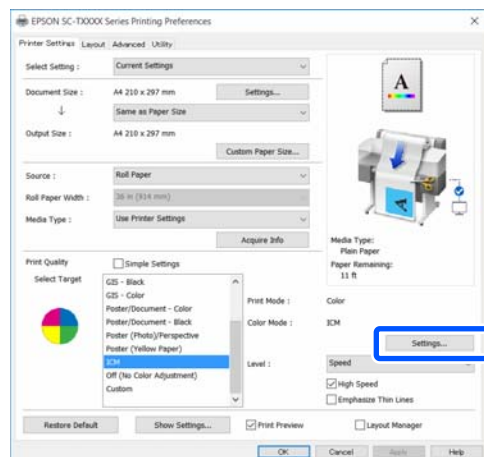 EPSON SC-TXXXX Series Printing Preferences
Printer Settings Layout Advanced Utility
Select Setting : Current Settings
Document Size : A4 210 x 297 mm Settings...
Same as Paper Size
Output Size : A4 210 x 297 mm
Custom Paper Size...
Source : Roll Paper
Roll Paper Width : 36 in (914 mm)
Media Type : Use Printer Settings
Acquire Info
A
Media Type:
Plain Paper
Paper Remaining:
11 ft
Print Quality Simple Settings
Select Target
GIS - Black
GIS - Color
Poster/Document - Color
Poster/Document - Black
Poster (Photo)/Perspective
Poster (Yellow Paper)
ICM
Off (No Color Adjustment)
Custom
Print Mode : Color
Color Mode : ICM
Settings...
Level : Speed
High Speed
Emphasize Thin Lines
Restore Default Show Settings... Print Preview Layout Manager
OK Cancel Apply Help